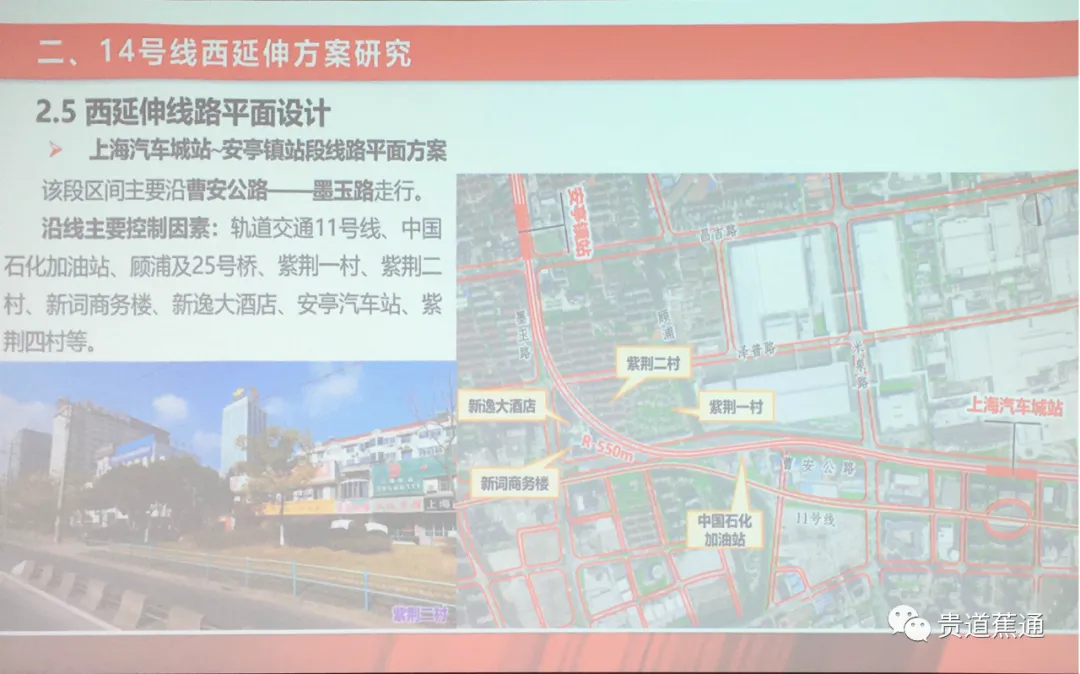 二、14号线西延伸方案研究
2.5 西延伸线路平面设计
上海汽车城站~安亭镇站段线路平面方案
该段区间主要沿曹安公路——墨玉路走行。
沿线主要控制因素：轨道交通11号线、中国
石化加油站、顾浦及25号桥、紫荆一村、紫荆二
村、新词商务楼、新逸大酒店、安亭汽车站、紫
荆四村等。
安亭镇站
昌吉路
墨玉路
顾浦
泽普路
米泉路
紫荆二村
新逸大酒店
紫荆一村
上海汽车城站
R-550m
曹安公路
新词商务楼
中国石化
加油站
11号线
紫荆二村
贵道蕉通